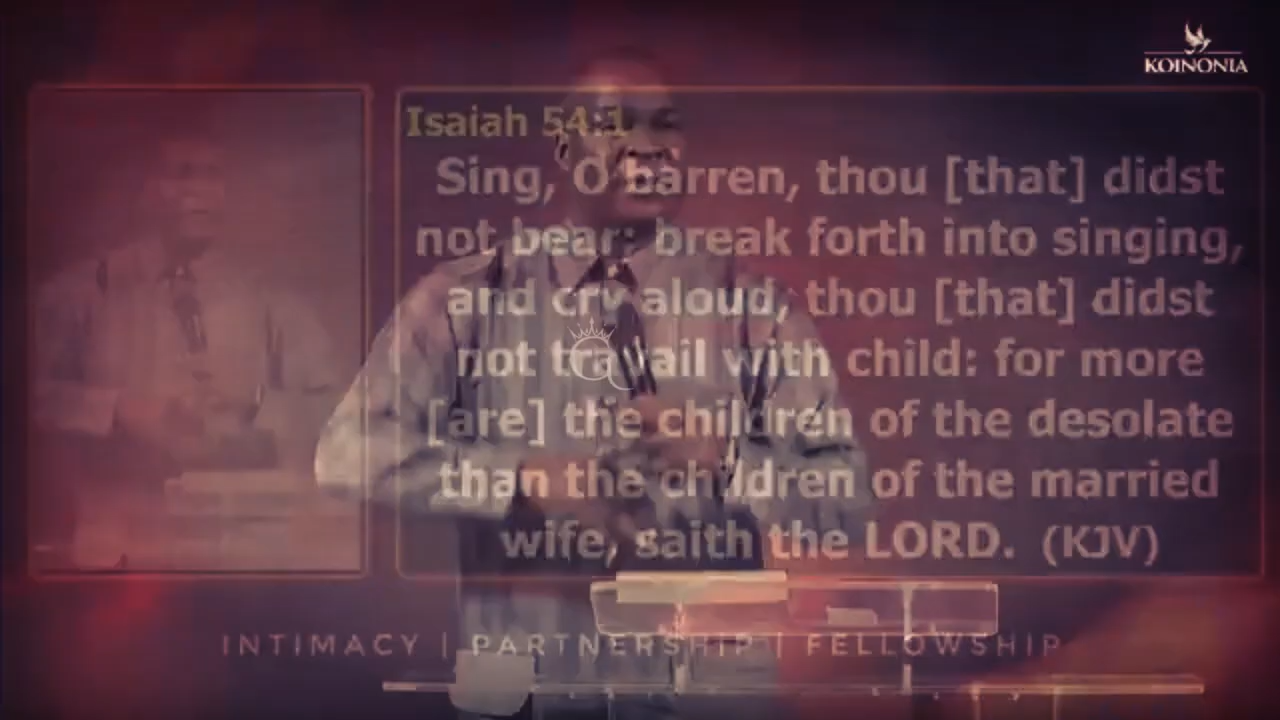 KOINONIA
Isaiah 54:1
Sing, O barren, thou [that] didst
not bear; break forth into singing,
and cry aloud, thou [that] didst
not travail with child: for more
[are] the children of the desolate
than the children of the married
wife, saith the LORD. (KJV)
INTIMACY | PARTNERSHIP | FELLOWSHIP